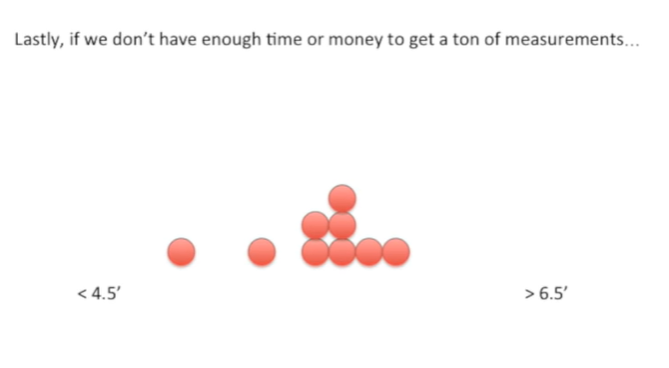 Lastly, if we don’t have enough time or money to get a ton of measurements…
< 4.5′
> 6.5′